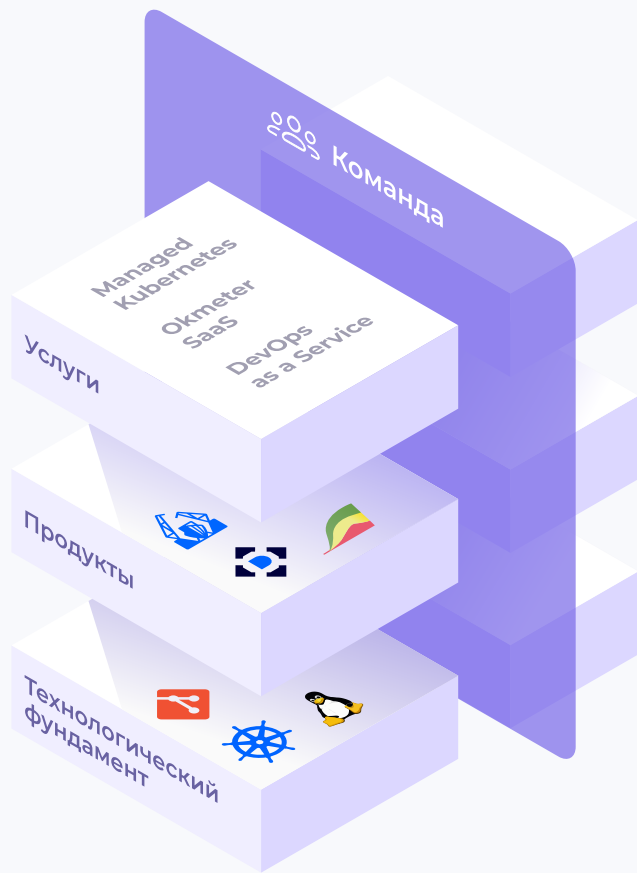 Команда
Managed
Kubernetes
Okmeter
SaaS
DevOps
as a Service
Услуги
Продукты
Технологический
фундамент